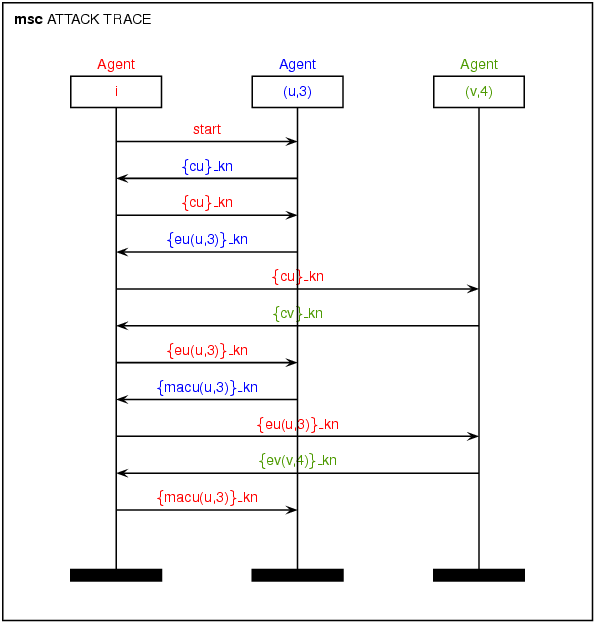 msc ATTACK TRACE
Agent Agent Agent
i (u,3) (v,4)
start
{cu}_kn
{cu}_kn
{eu(u,3)}_kn
{cu}_kn
{cv}_kn
{eu(u,3)}_kn
{macu(u,3)}_kn
{eu(u,3)}_kn
{ev(v,4)}_kn
{macu(u,3)}_kn